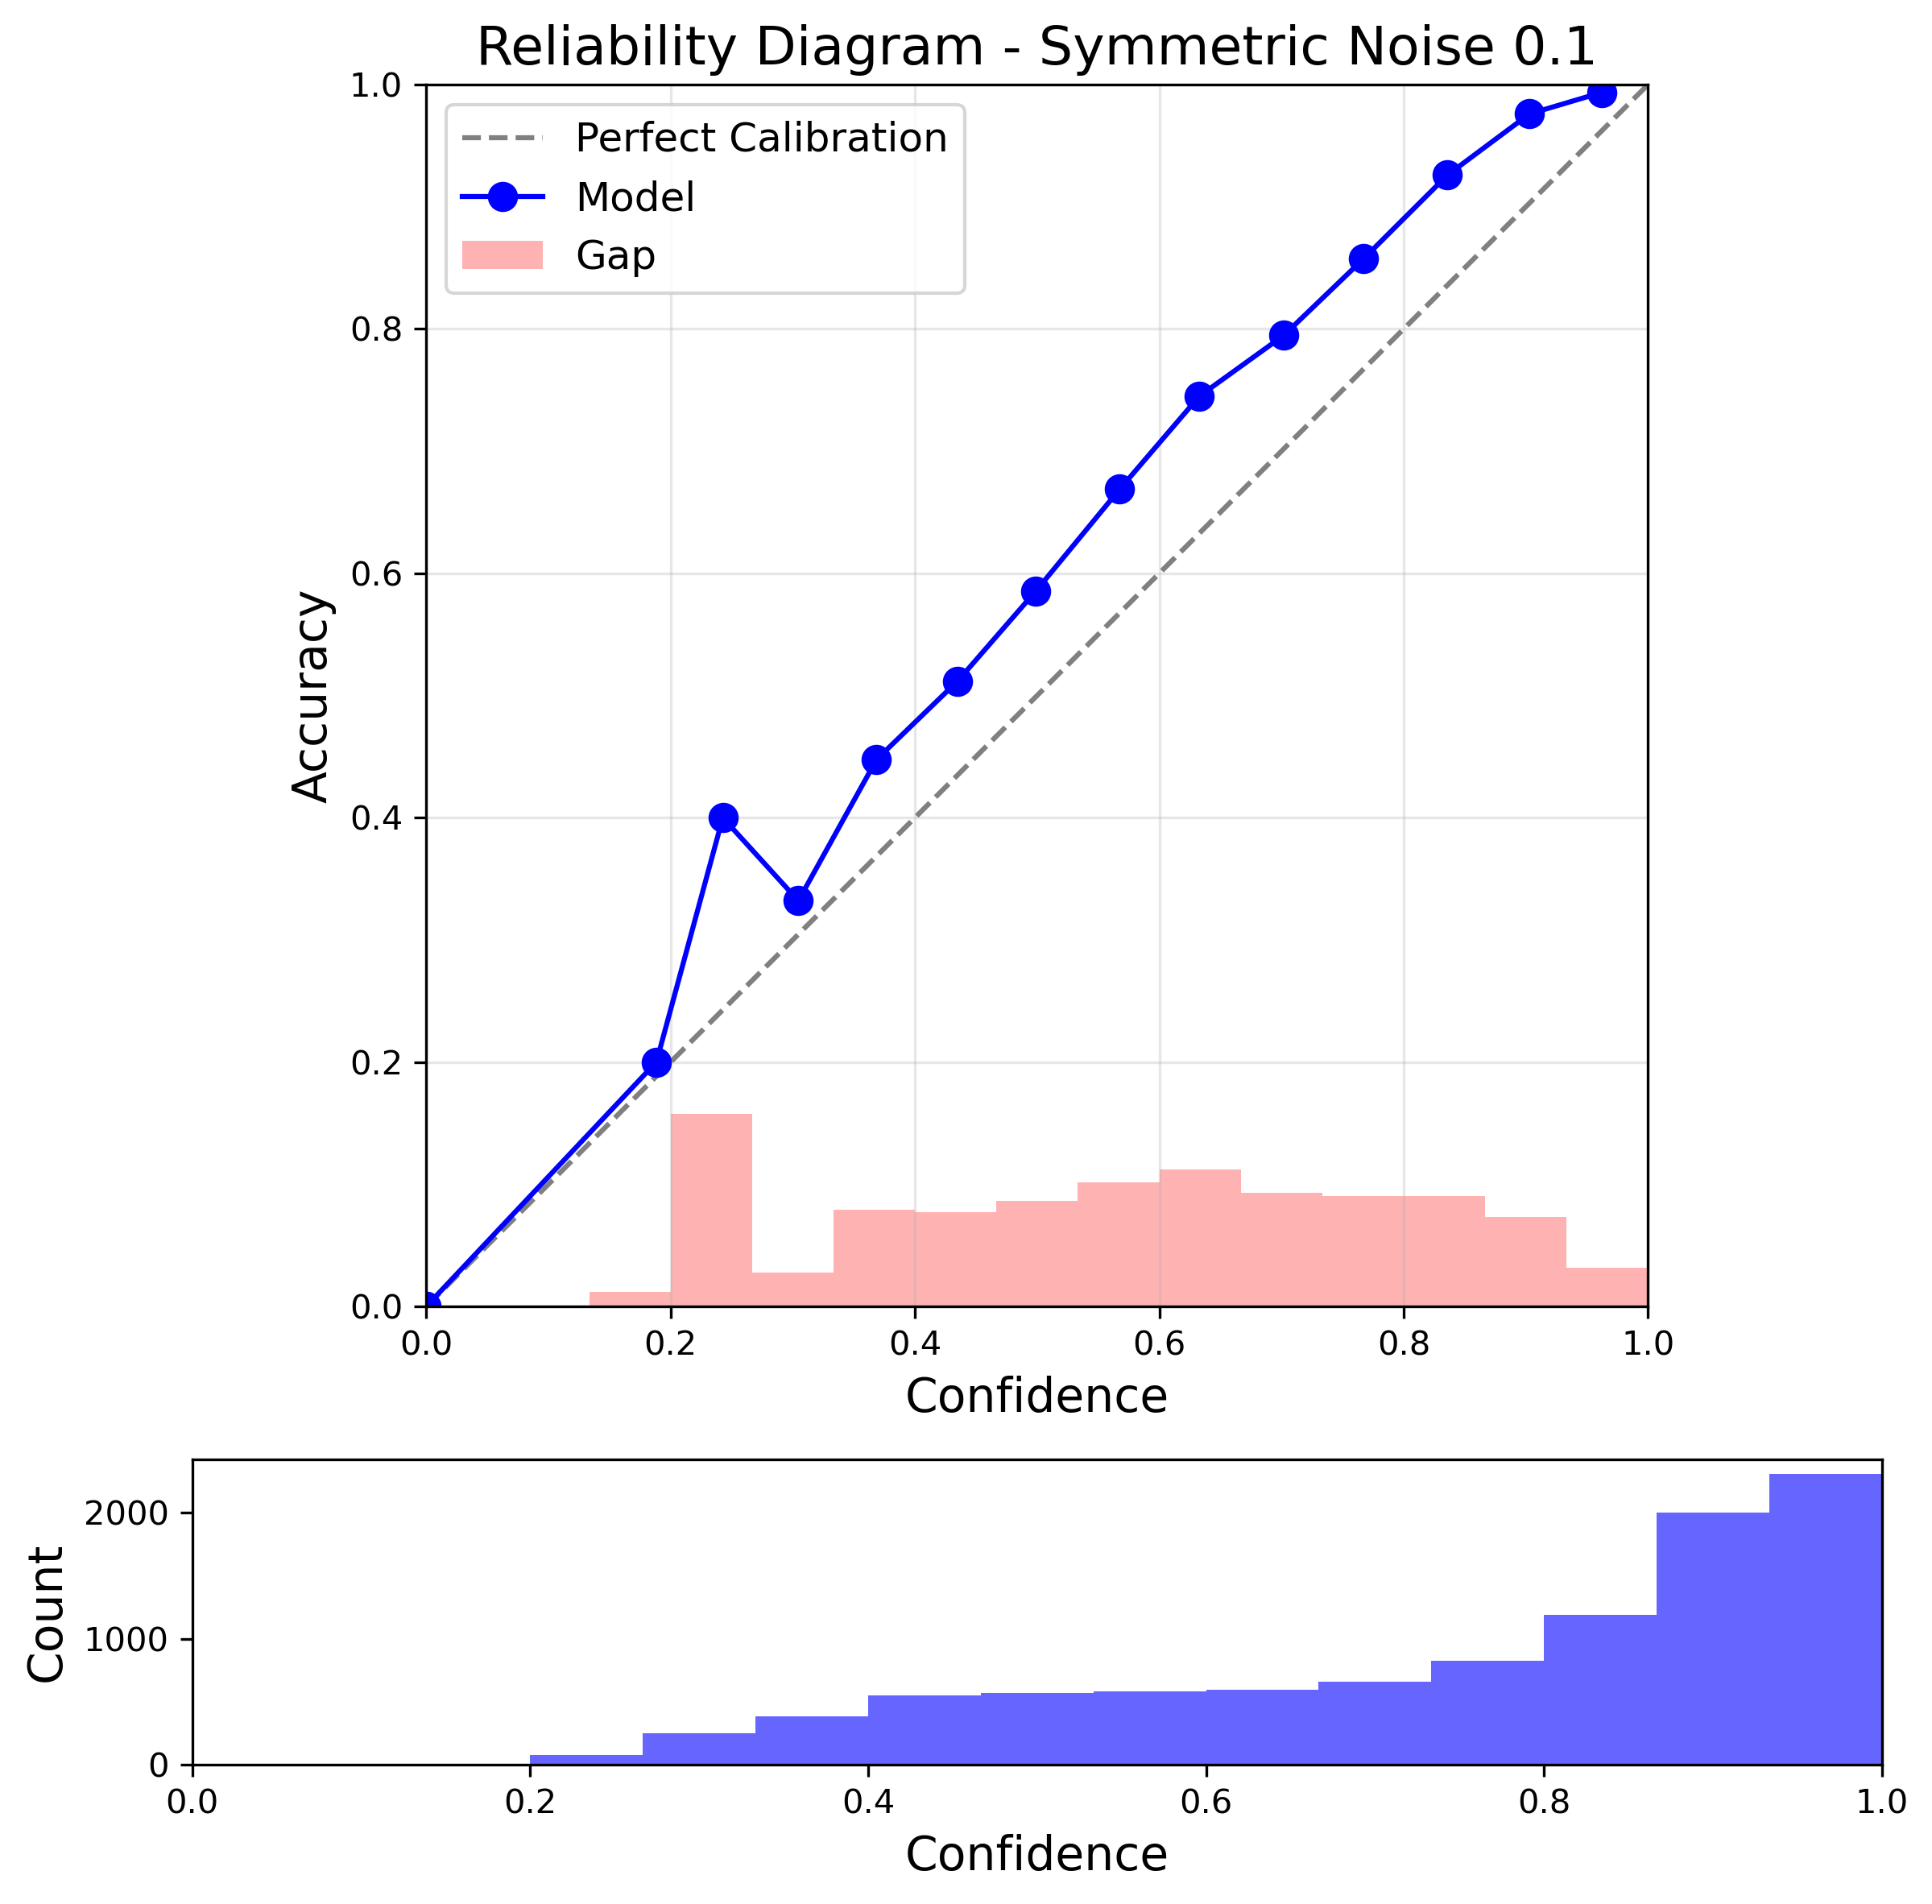 Reliability Diagram - Symmetric Noise 0.1
1.0
0.8
0.6
0.4
0.2
0.0
Accuracy
Perfect Calibration
Model
Gap
0.0 0.2 0.4 0.6 0.8 1.0
Confidence
2000
1000
0
Count
0.0 0.2 0.4 0.6 0.8 1.0
Confidence